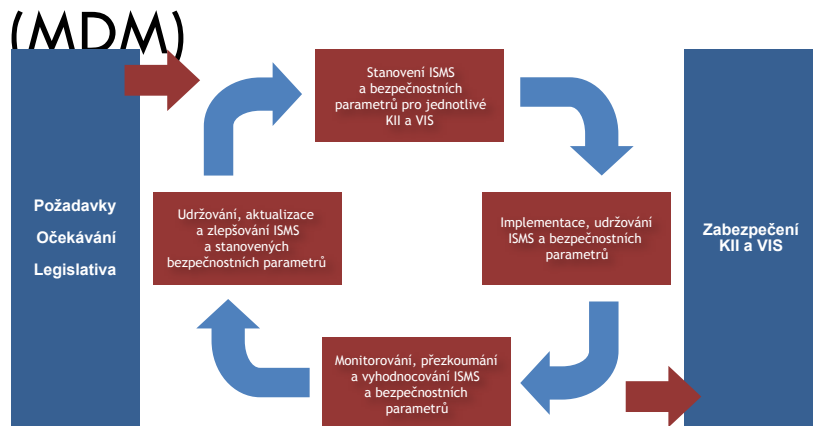 (MDM)
Stanovení ISMS
a bezpečnostních
parametrů pro jednotlivé
KII a VIS
Požadavky
Očekávání
Legislativa
Udržování, aktualizace
a zlepšování ISMS
a stanovených
bezpečnostních parametrů
Implementace, udržování
ISMS a bezpečnostních
parametrů
Zabezpečení
KII a VIS
Monitorování, přezkoumání
a vyhodnocování ISMS
a bezpečnostních
parametrů